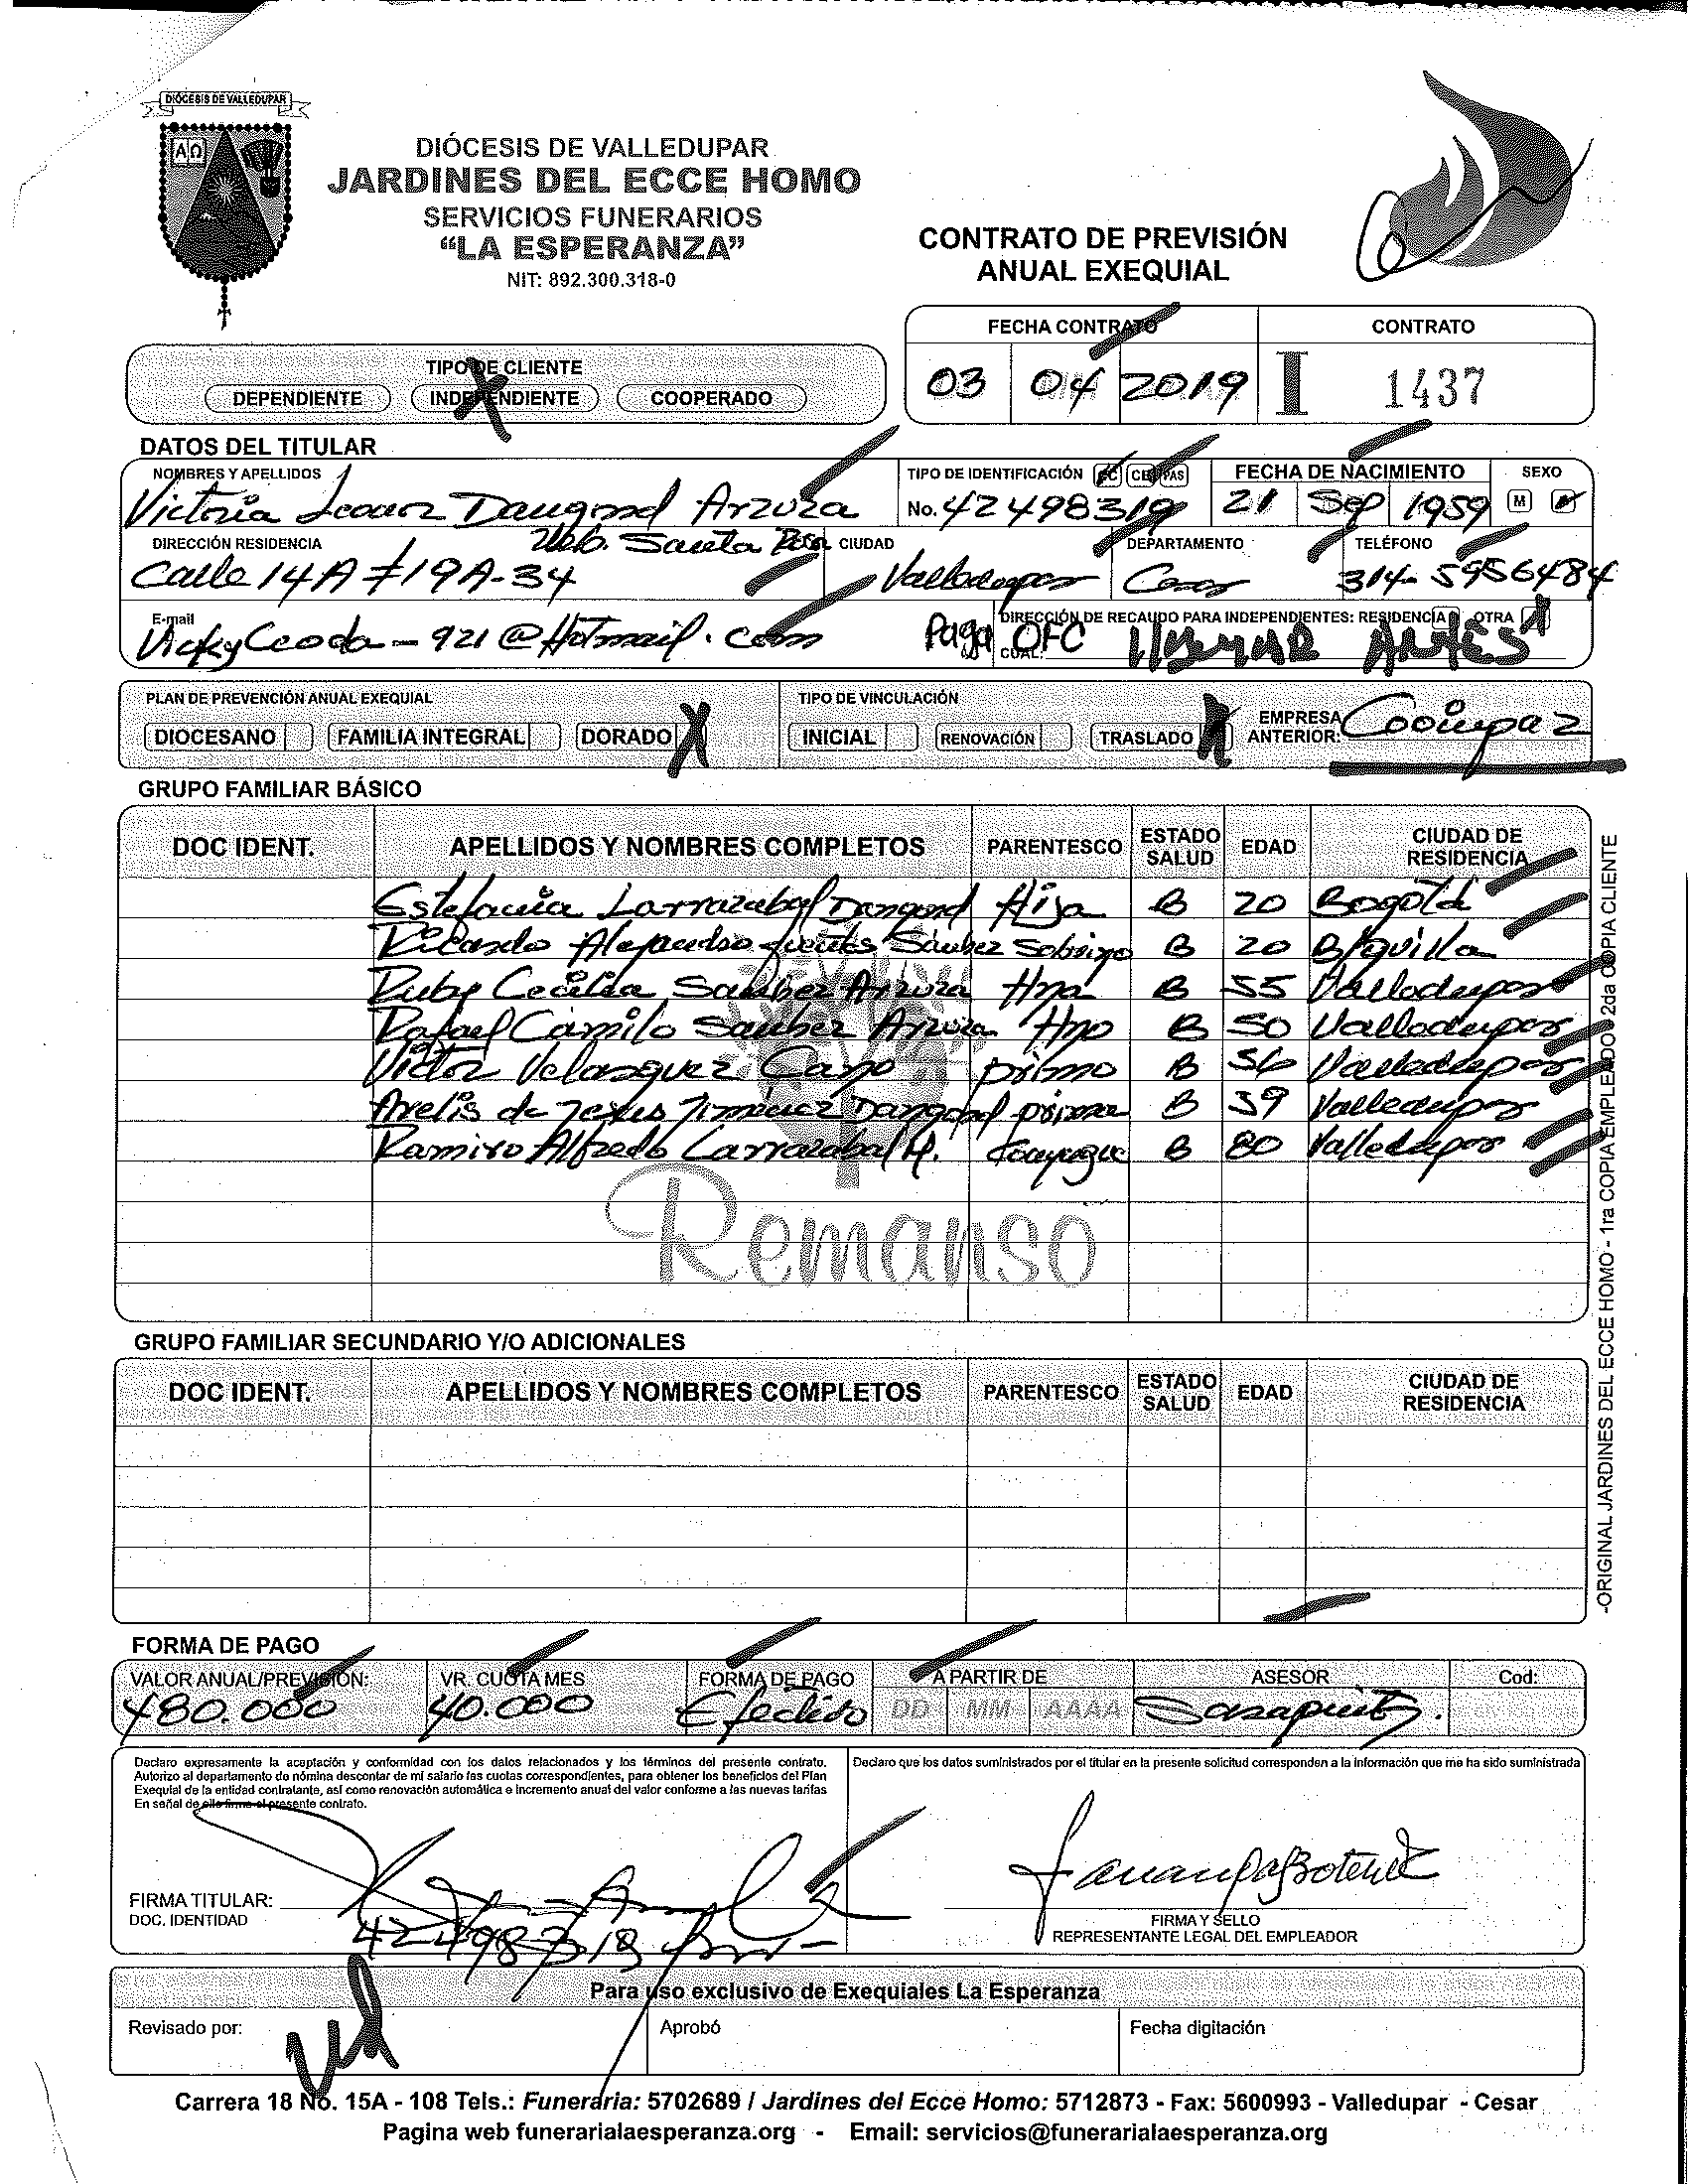 DIÓCESIS DE VALLEDUPAR
ΑΩ
DIÓCESIS DE VALLEDUPAR
JARDINES DEL ECCE HOMO
SERVICIOS FUNERARIOS
“LA ESPERANZA”
NIT: 892.300.318-0
CONTRATO DE PREVISIÓN
ANUAL EXEQUIAL
FECHA CONTRATO CONTRATO
03 04 2019 I 1437
TIPO DE CLIENTE
DEPENDIENTE INDEPENDIENTE X COOPERADO
DATOS DEL TITULAR
NOMBRES Y APELLIDOS TIPO DE IDENTIFICACIÓN CC CE PAS FECHA DE NACIMIENTO SEXO
Victoria Dangond Arzuza No. 42498319 21 Sep 1959 M
DIRECCIÓN RESIDENCIA Urb. Santa Rosa CIUDAD DEPARTAMENTO TELÉFONO
Calle 14A # 19A-34 Valledupar Cesar 314-5956484
E-mail DIRECCIÓN DE RECAUDO PARA INDEPENDIENTES: RESIDENCIA OTRA
@Hotmail.com Paga OFC CUAL: ANTES
PLAN DE PREVENCIÓN ANUAL EXEQUIAL TIPO DE VINCULACIÓN
DIOCESANO FAMILIA INTEGRAL DORADO X INICIAL RENOVACIÓN TRASLADO X EMPRESA ANTERIOR: Cooinpaz
GRUPO FAMILIAR BÁSICO
DOC IDENT. APELLIDOS Y NOMBRES COMPLETOS PARENTESCO ESTADO SALUD EDAD CIUDAD DE RESIDENCIA
Estefania Larrazabal Dangond Hija B 20 Bogotá
Ricardo Alejandro Fuentes Sanchez Sobrino B 20 B/quilla
Ruby Cecilia Sanchez Arzuza Hna B 55 Valledupar
Rafael Camilo Sanchez Arzuza Hno B 50 Valledupar
Victor Velasquez Cano primo B 56 Valledupar
Arelis de Jesus Jimenez Dangond prima B 39 Valledupar
Ramiro Alfredo Larrazabal M. B 80 Valledupar
Remanso
GRUPO FAMILIAR SECUNDARIO Y/O ADICIONALES
DOC IDENT. APELLIDOS Y NOMBRES COMPLETOS PARENTESCO ESTADO SALUD EDAD CIUDAD DE RESIDENCIA
-ORIGINAL JARDINES DEL ECCE HOMO - 1ra COPIA EMPLEADO - 2da COPIA CLIENTE
FORMA DE PAGO
VALOR ANUAL/PREVISIÓN: VR. CUOTA MES FORMA DE PAGO A PARTIR DE ASESOR Cod:
480.000 40.000 Efectivo DD MM AAAA
Declaro expresamente la aceptación y conformidad con los datos relacionados y los términos del presente contrato.
Autorizo al departamento de nómina descontar de mi salario las cuotas correspondientes, para obtener los beneficios del Plan
Exequial de la entidad contratante, así como renovación automática e incremento anual del valor conforme a las nuevas tarifas
En señal de ello firma el presente contrato.
Declaro que los datos suministrados por el titular en la presente solicitud corresponden a la información que me ha sido suministrada
FIRMA TITULAR:
DOC. IDENTIDAD 42498319
FIRMA Y SELLO
REPRESENTANTE LEGAL DEL EMPLEADOR
Para uso exclusivo de Exequiales La Esperanza
Revisado por: Aprobó Fecha digitación
Carrera 18 No. 15A - 108 Tels.: Funeraria: 5702689 / Jardines del Ecce Homo: 5712873 - Fax: 5600993 - Valledupar - Cesar
Pagina web funerarialaesperanza.org - Email: servicios@funerarialaesperanza.org